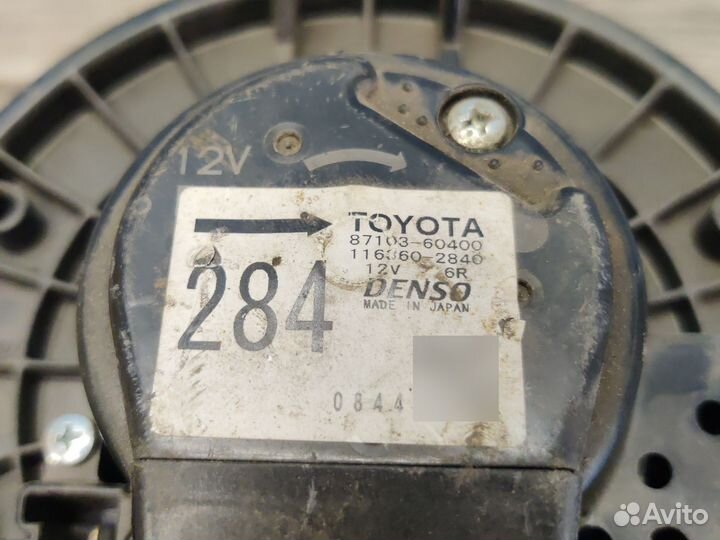 12V
TOYOTA
87103-60400
116360-2840
12V 6R
284
DENSO
MADE IN JAPAN
0844
Avito